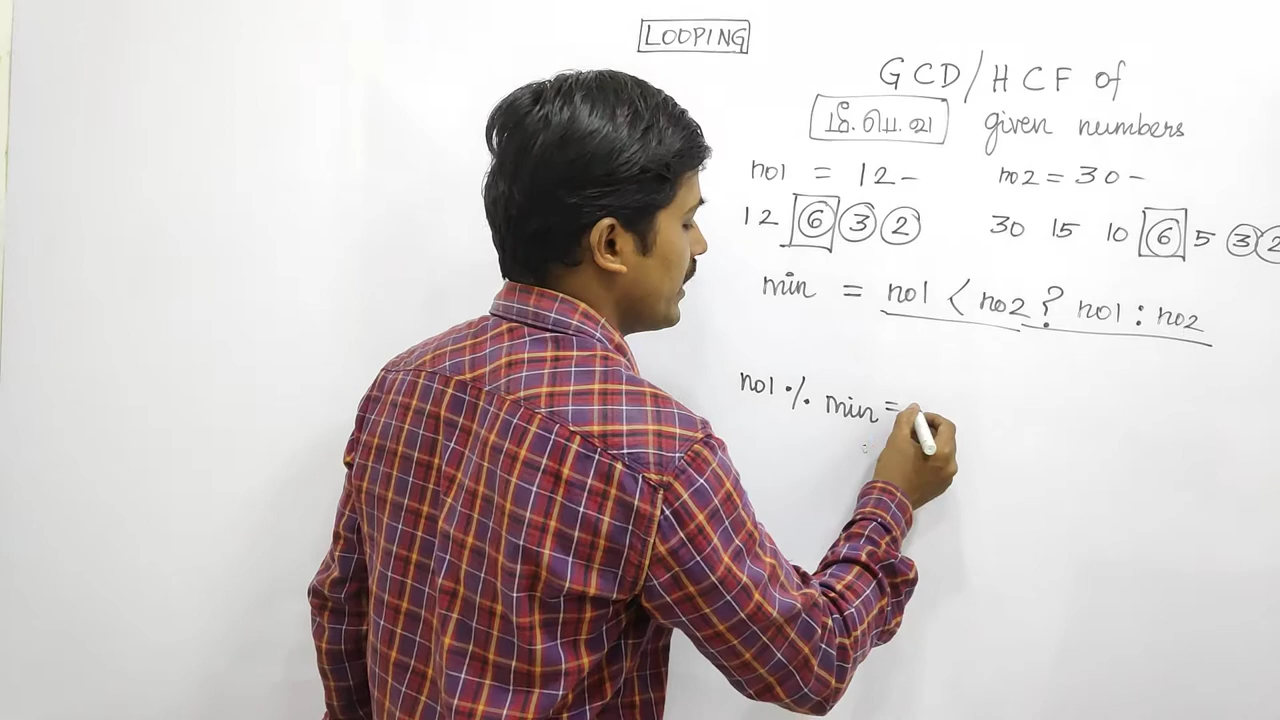 LOOPING
GCD/HCF of
மீ.பொ.வ given numbers
no1 = 12 - no2 = 30 -
12 6 3 2 30 15 10 6 5 3 2
min = no1 < no2 ? no1 : no2
no1 % min =